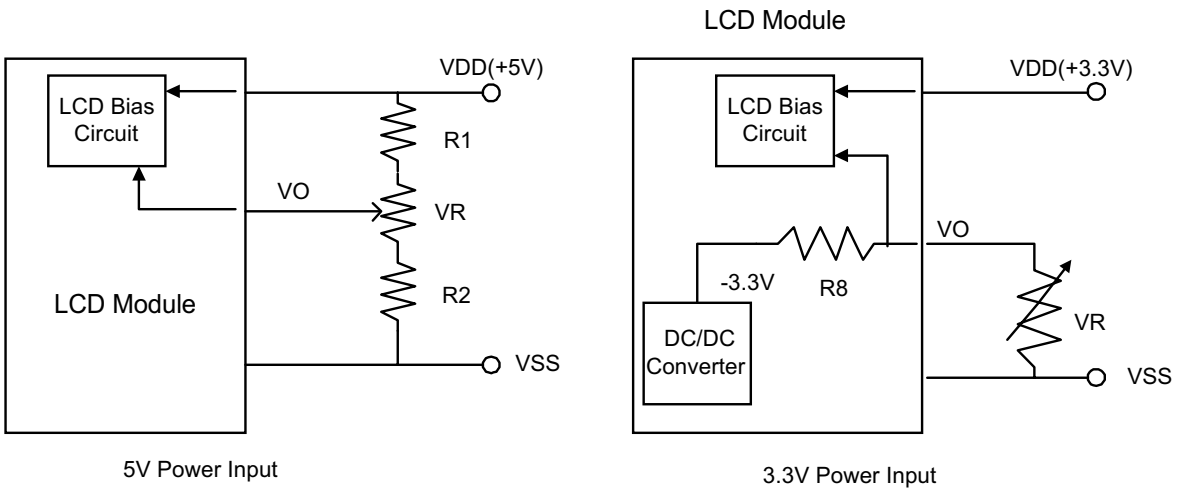 LCD Module
VDD(+5V)
LCD Bias
Circuit
R1
VO
VR
R2
LCD Module
VSS
5V Power Input
VDD(+3.3V)
LCD Bias
Circuit
VO
-3.3V
R8
VR
DC/DC
Converter
VSS
3.3V Power Input